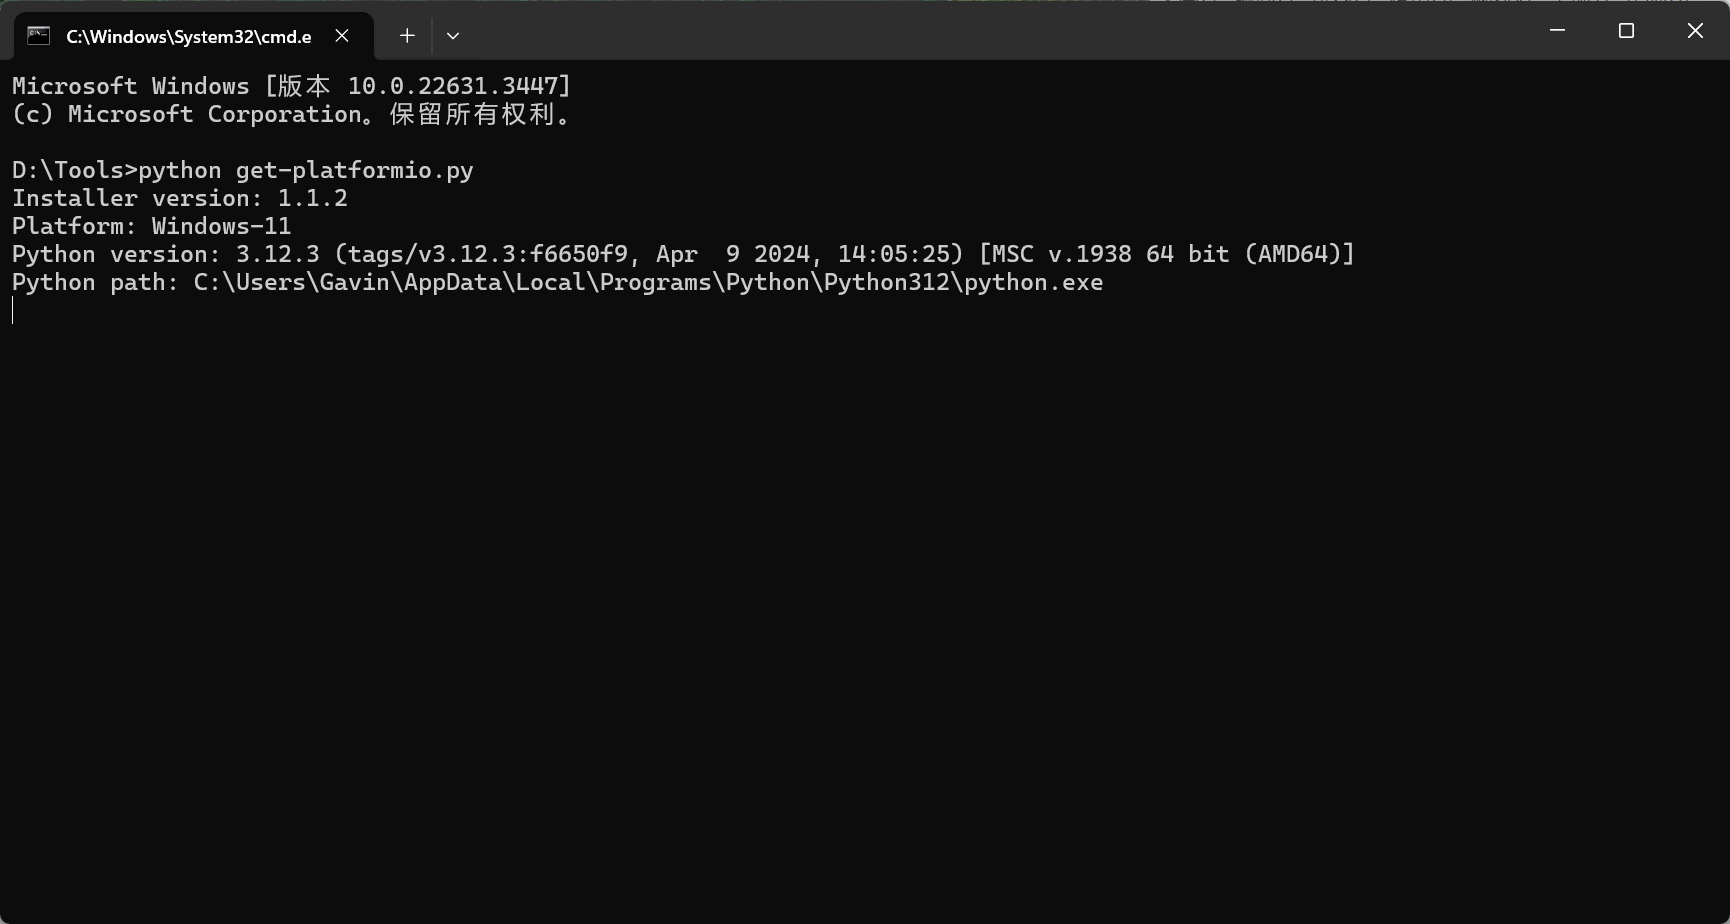 C:\Windows\System32\cmd.e
Microsoft Windows [版本 10.0.22631.3447]
(c) Microsoft Corporation。保留所有权利。
D:\Tools>python get-platformio.py
Installer version: 1.1.2
Platform: Windows-11
Python version: 3.12.3 (tags/v3.12.3:f6650f9, Apr  9 2024, 14:05:25) [MSC v.1938 64 bit (AMD64)]
Python path: C:\Users\Gavin\AppData\Local\Programs\Python\Python312\python.exe